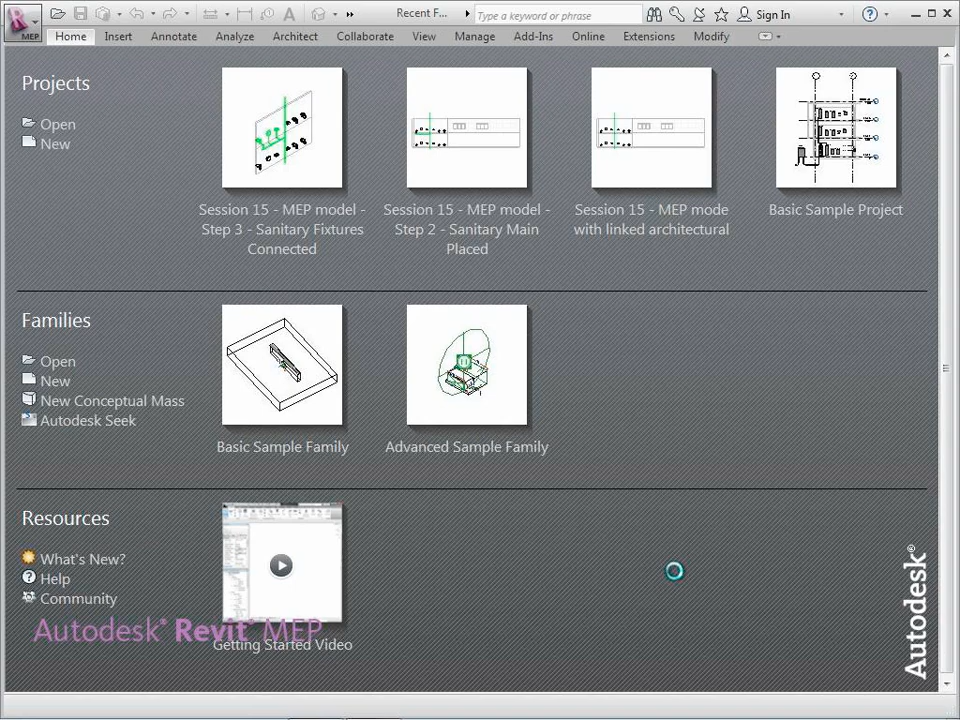 Recent F...
Type a keyword or phrase
Sign In
MEP
Home
Insert
Annotate
Analyze
Architect
Collaborate
View
Manage
Add-Ins
Online
Extensions
Modify
Projects
Open
New
Session 15 - MEP model -
Step 3 - Sanitary Fixtures
Connected
Session 15 - MEP model -
Step 2 - Sanitary Main
Placed
Session 15 - MEP mode
with linked architectural
Basic Sample Project
Families
Open
New
New Conceptual Mass
Autodesk Seek
Basic Sample Family
Advanced Sample Family
Resources
What's New?
Help
Community
Getting Started Video
Autodesk® Revit® MEP
Autodesk®